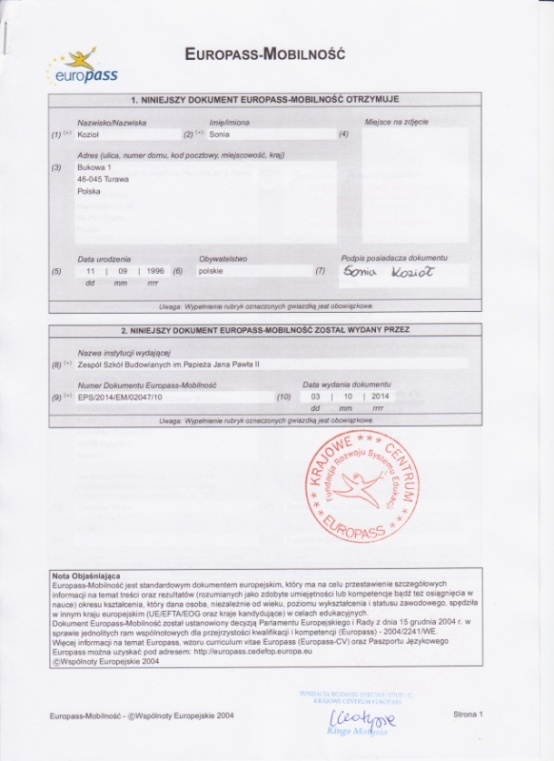 europass
EUROPASS-MOBILNOŚĆ
1. NINIEJSZY DOKUMENT EUROPASS-MOBILNOŚĆ OTRZYMUJE
Nazwisko/Nazwiska Imię/imiona Miejsce na zdjęcie
(1) (*) Kozioł (2) (*) Sonia (4)
Adres (ulica, numer domu, kod pocztowy, miejscowość, kraj)
(3) Bukowa 1
46-045 Turawa
Polska
Data urodzenia Obywatelstwo Podpis posiadacza dokumentu
(5) 11 | 09 | 1996 (6) polskie (7) Sonia Kozioł
dd mm rrrr
Uwaga: Wypełnienie rubryk oznaczonych gwiazdką jest obowiązkowe.
2. NINIEJSZY DOKUMENT EUROPASS-MOBILNOŚĆ ZOSTAŁ WYDANY PRZEZ
Nazwa instytucji wydającej
(8) (*) Zespół Szkół Budowlanych im.Papieża Jana Pawła II
Numer Dokumentu Europass-Mobilność Data wydania dokumentu
(9) (*) EPS/2014/EM/02047/10 (10) 03 | 10 | 2014
dd mm rrrr
Uwaga: Wypełnienie rubryk oznaczonych gwiazdką jest obowiązkowe.
KRAJOWE *** CENTRUM *** EUROPASS ***
Fundacja Rozwoju Systemu Edukacji
Nota Objaśniająca
Europass-Mobilność jest standardowym dokumentem europejskim, który ma na celu przestawienie szczegółowych
informacji na temat treści oraz rezultatów (rozumianych jako zdobyte umiejętności lub kompetencje bądź też osiągnięcia w
nauce) okresu kształcenia, który dana osoba, niezależnie od wieku, poziomu wykształcenia i statusu zawodowego, spędziła
w innym kraju europejskim (UE/EFTA/EOG oraz kraje kandydujące) w celach edukacyjnych.
Dokument Europass-Mobilność został ustanowiony decyzją Parlamentu Europejskiego i Rady z dnia 15 grudnia 2004 r. w
sprawie jednolitych ram wspólnotowych dla przejrzystości kwalifikacji i kompetencji (Europass) - 2004/2241/WE.
Więcej informacji na temat Europass, wzoru curriculum vitae Europass (Europass-CV) oraz Paszportu Językowego
Europass można uzyskać pod adresem: http://europass.cedefop.europa.eu
©Wspólnoty Europejskie 2004
FUNDACJA ROZWOJU SYSTEMU EDUKACJI
KRAJOWE CENTRUM EUROPASS
Kinga
Europass-Mobilność - ©Wspólnoty Europejskie 2004 Strona 1